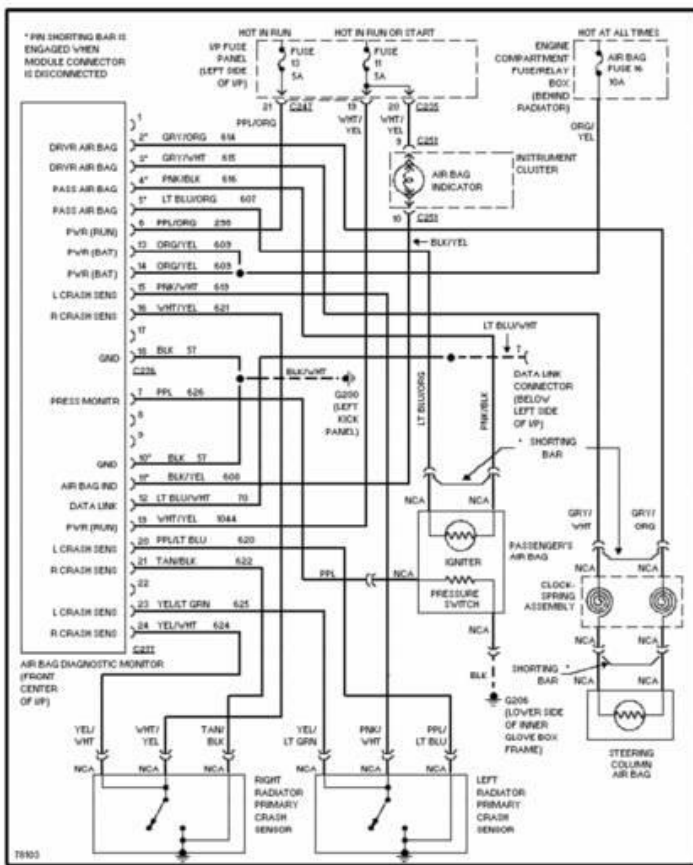 * PIN SHORTING BAR IS
ENGAGED WHEN
MODULE CONNECTOR
IS DISCONNECTED
HOT IN RUN
HOT IN RUN OR START
HOT AT ALL TIMES
I/P FUSE
PANEL
(LEFT SIDE
OF I/P)
FUSE
13
5A
FUSE
11
5A
ENGINE
COMPARTMENT
FUSE/RELAY
BOX
(BEHIND
RADIATOR)
AIR BAG
FUSE 16
10A
21 C247
19
20 C235
PPL/ORG
WHT/
YEL
WHT/
YEL
ORG/
YEL
9 C251
INSTRUMENT
CLUSTER
AIR BAG
INDICATOR
10 C251
BLK/YEL
1
DRVR AIR BAG 2* GRY/ORG 614
DRVR AIR BAG 3* GRY/WHT 615
PASS AIR BAG 4* PNK/BLK 616
PASS AIR BAG 5* LT BLU/ORG 607
PWR (RUN) 6 PPL/ORG 298
PWR (BAT) 13 ORG/YEL 603
PWR (BAT) 14 ORG/YEL 603
L CRASH SENS 15 PNK/WHT 619
R CRASH SENS 16 WHT/YEL 621
17
GND 18 BLK 57
PRESS MONITR 7 PPL 626
8
9
GND 10* BLK 57
AIR BAG IND 11* BLK/YEL 608
DATA LINK 12 LT BLU/WHT 70
PWR (RUN) 19 WHT/YEL 1044
L CRASH SENS 20 PPL/LT BLU 620
R CRASH SENS 21 TAN/BLK 622
22
L CRASH SENS 23 YEL/LT GRN 625
R CRASH SENS 24 YEL/WHT 624
C277
AIR BAG DIAGNOSTIC MONITOR
(FRONT
CENTER
OF I/P)
BLK/WHT
G200
(LEFT
KICK
PANEL)
LT BLU/WHT
DATA LINK
CONNECTOR
(BELOW
LEFT SIDE
OF I/P)
LT BLU/ORG
PNK/BLK
* SHORTING
BAR
NCA NCA
IGNITER
PASSENGER'S
AIR BAG
PPL NCA
PRESSURE
SWITCH
NCA
BLK
G206
(LOWER SIDE
OF INNER
GLOVE BOX
FRAME)
GRY/
WHT
GRY/
ORG
NCA NCA
CLOCK-
SPRING
ASSEMBLY
NCA NCA
SHORTING *
BAR
NCA NCA
STEERING
COLUMN
AIR BAG
YEL/
WHT
WHT/
YEL
TAN/
BLK
YEL/
LT GRN
PNK/
WHT
PPL/
LT BLU
NCA NCA NCA
NCA NCA NCA
RIGHT
RADIATOR
PRIMARY
CRASH
SENSOR
LEFT
RADIATOR
PRIMARY
CRASH
SENSOR